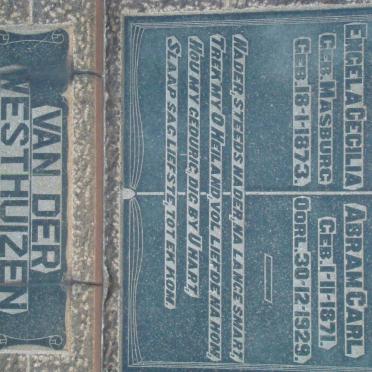 VAN DER
WESTHUIZEN
ENGELA CECILIA
GEB. MASBURG
GEB. 18-1-1873.
ABRAM CARL
GEB. 1-11-1871.
OORL. 30-12-1929.
NADER, STEEDS NADER, NA LANGE SMART,
TREK MY O HEILAND, VOL LIEFDE NA HOM,
HOU MY GEDURIG, DIG BY U HART,
SLAAP SAG LIEFSTE, TOT EK KOM.